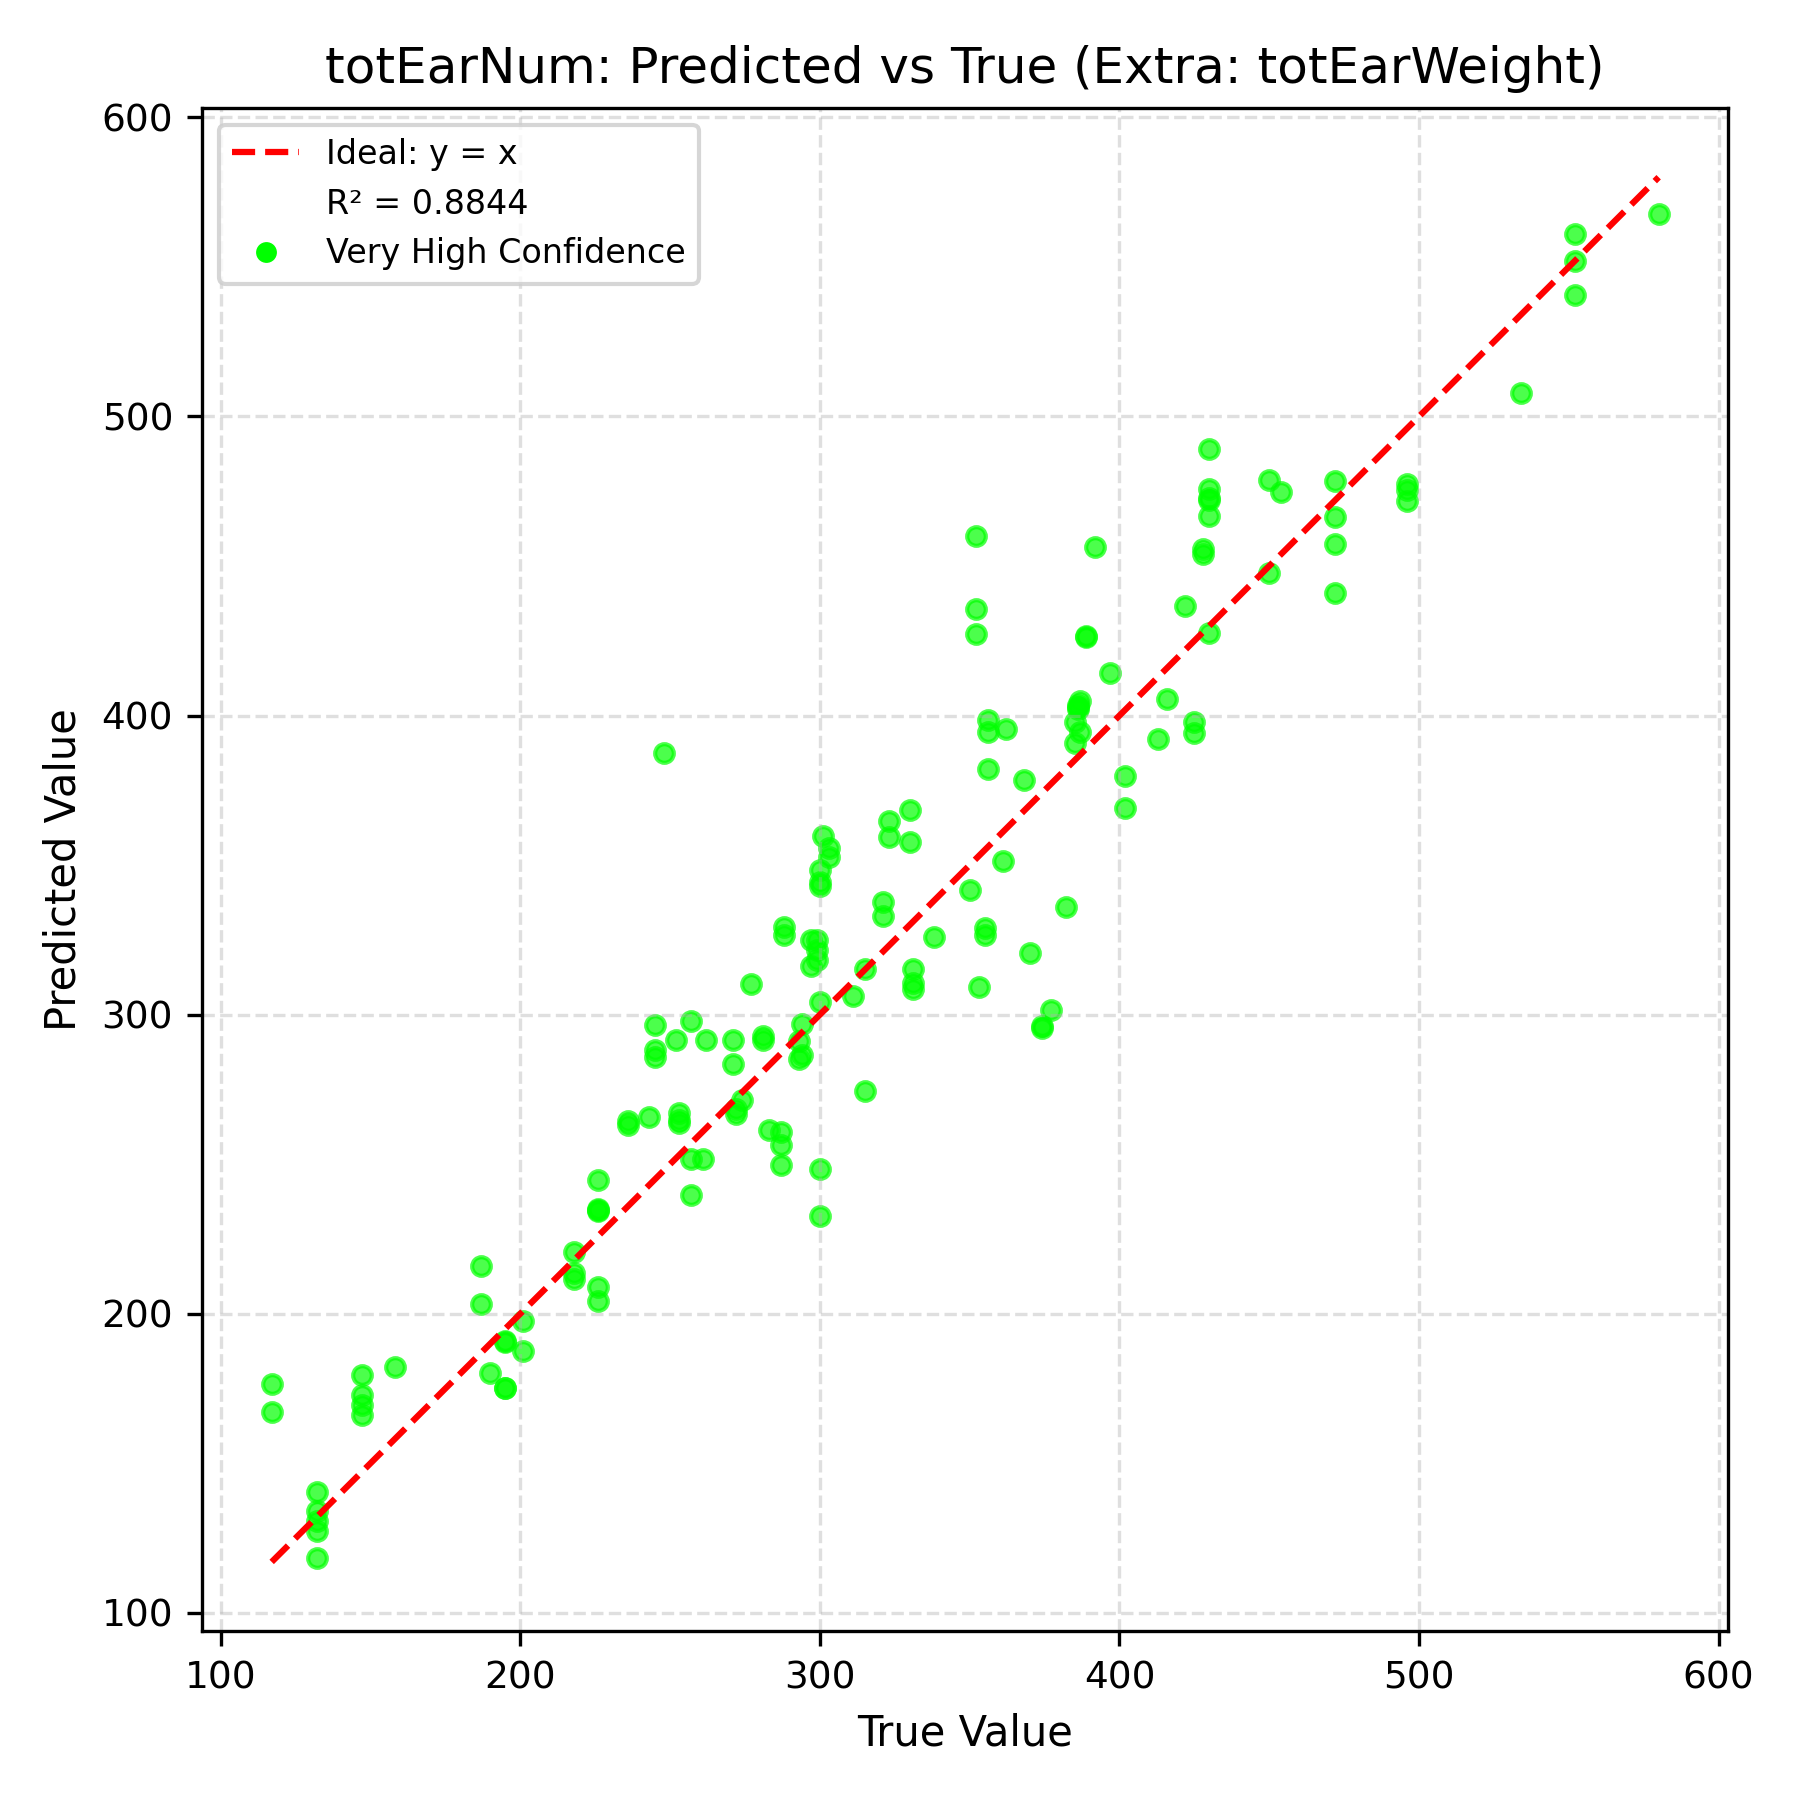 totEarNum: Predicted vs True (Extra: totEarWeight)
Ideal: y = x
R² = 0.8844
Very High Confidence
600
500
400
300
200
100
Predicted Value
100 200 300 400 500 600
True Value